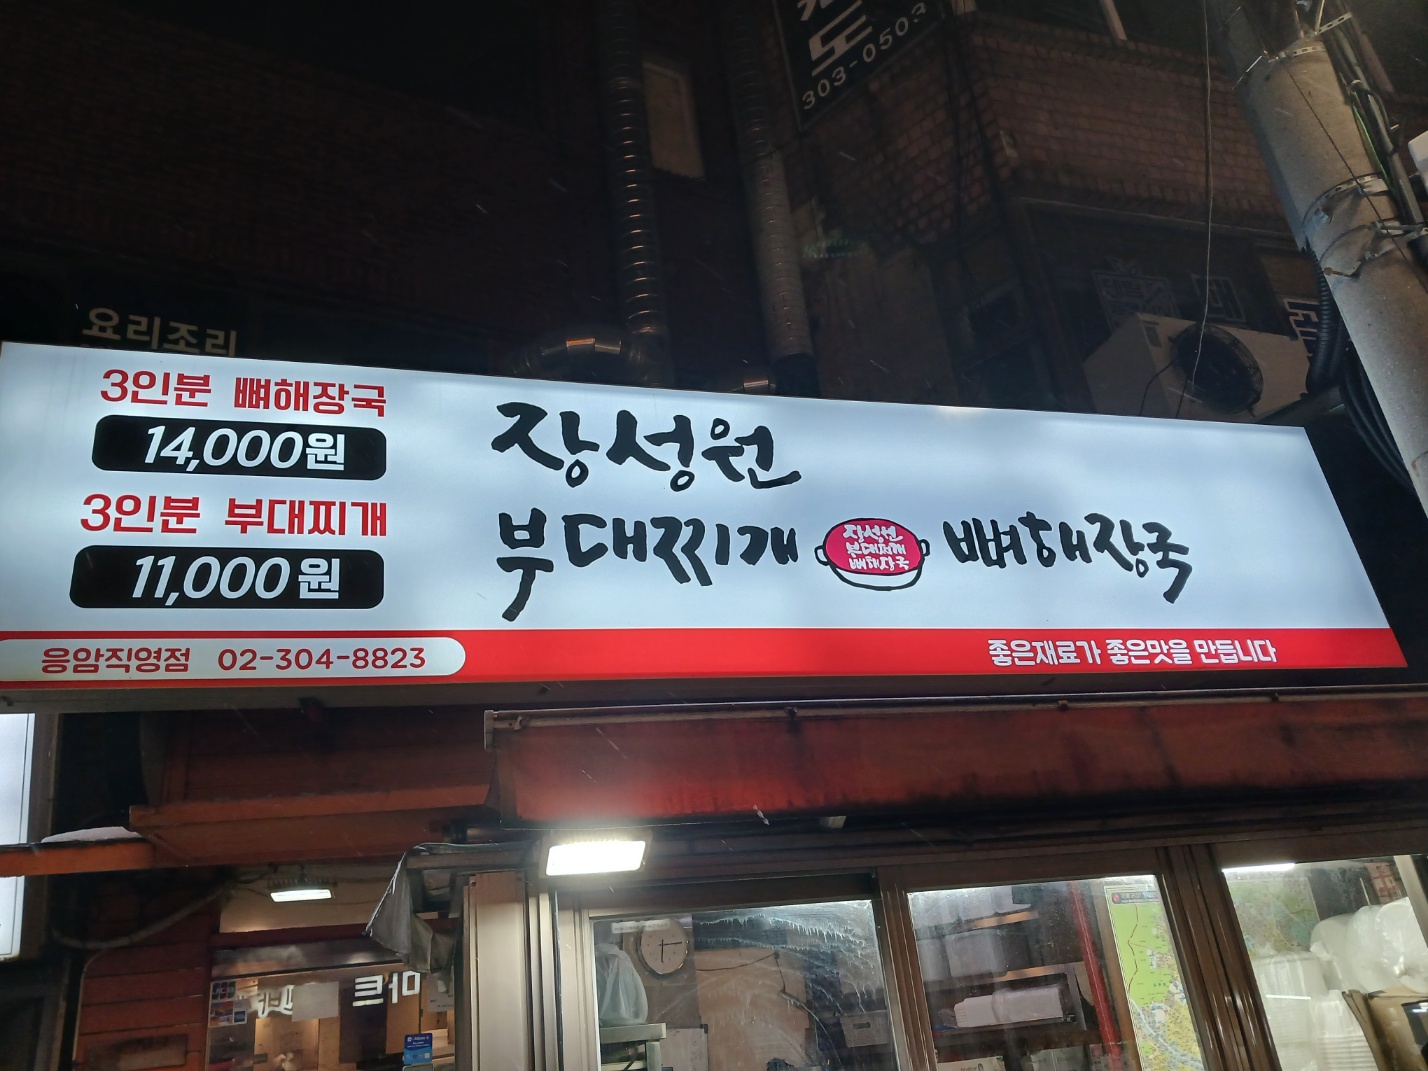 도
303-0503
요리조리
3인분 뼈해장국
14,000원
3인분 부대찌개
11,000원
장성원
부대찌개
장성원
부대찌개
뼈해장국
뼈해장국
응암직영점 02-304-8823
좋은재료가 좋은맛을 만듭니다